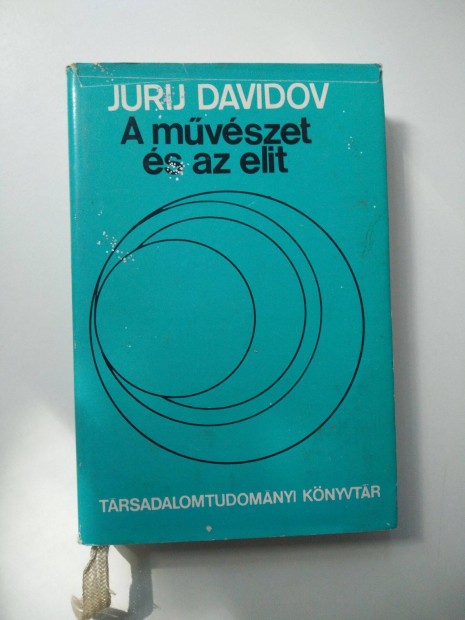 JURIJ DAVIDOV
A művészet
és az elit
TÁRSADALOMTUDOMÁNYI KÖNYVTÁR